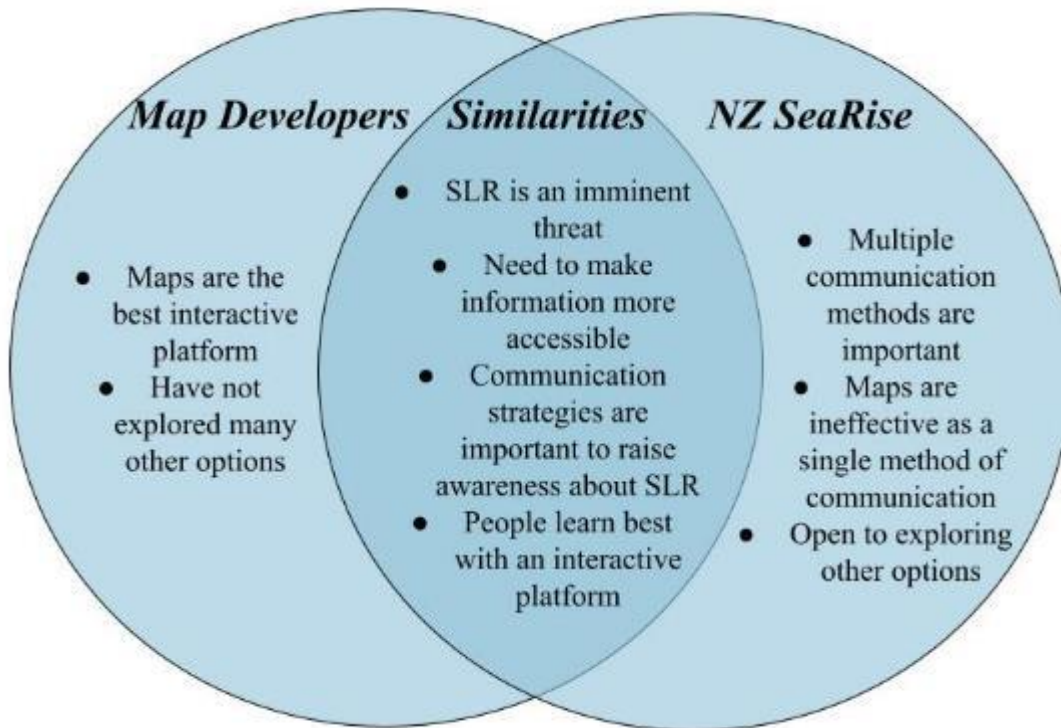 Map Developers
Similarities
NZ SeaRise
● Maps are the
best interactive
platform
● Have not
explored many
other options
● SLR is an imminent
threat
● Need to make
information more
accessible
● Communication
strategies are
important to raise
awareness about SLR
● People learn best
with an interactive
platform
● Multiple
communication
methods are
important
● Maps are
ineffective as a
single method of
communication
● Open to exploring
other options